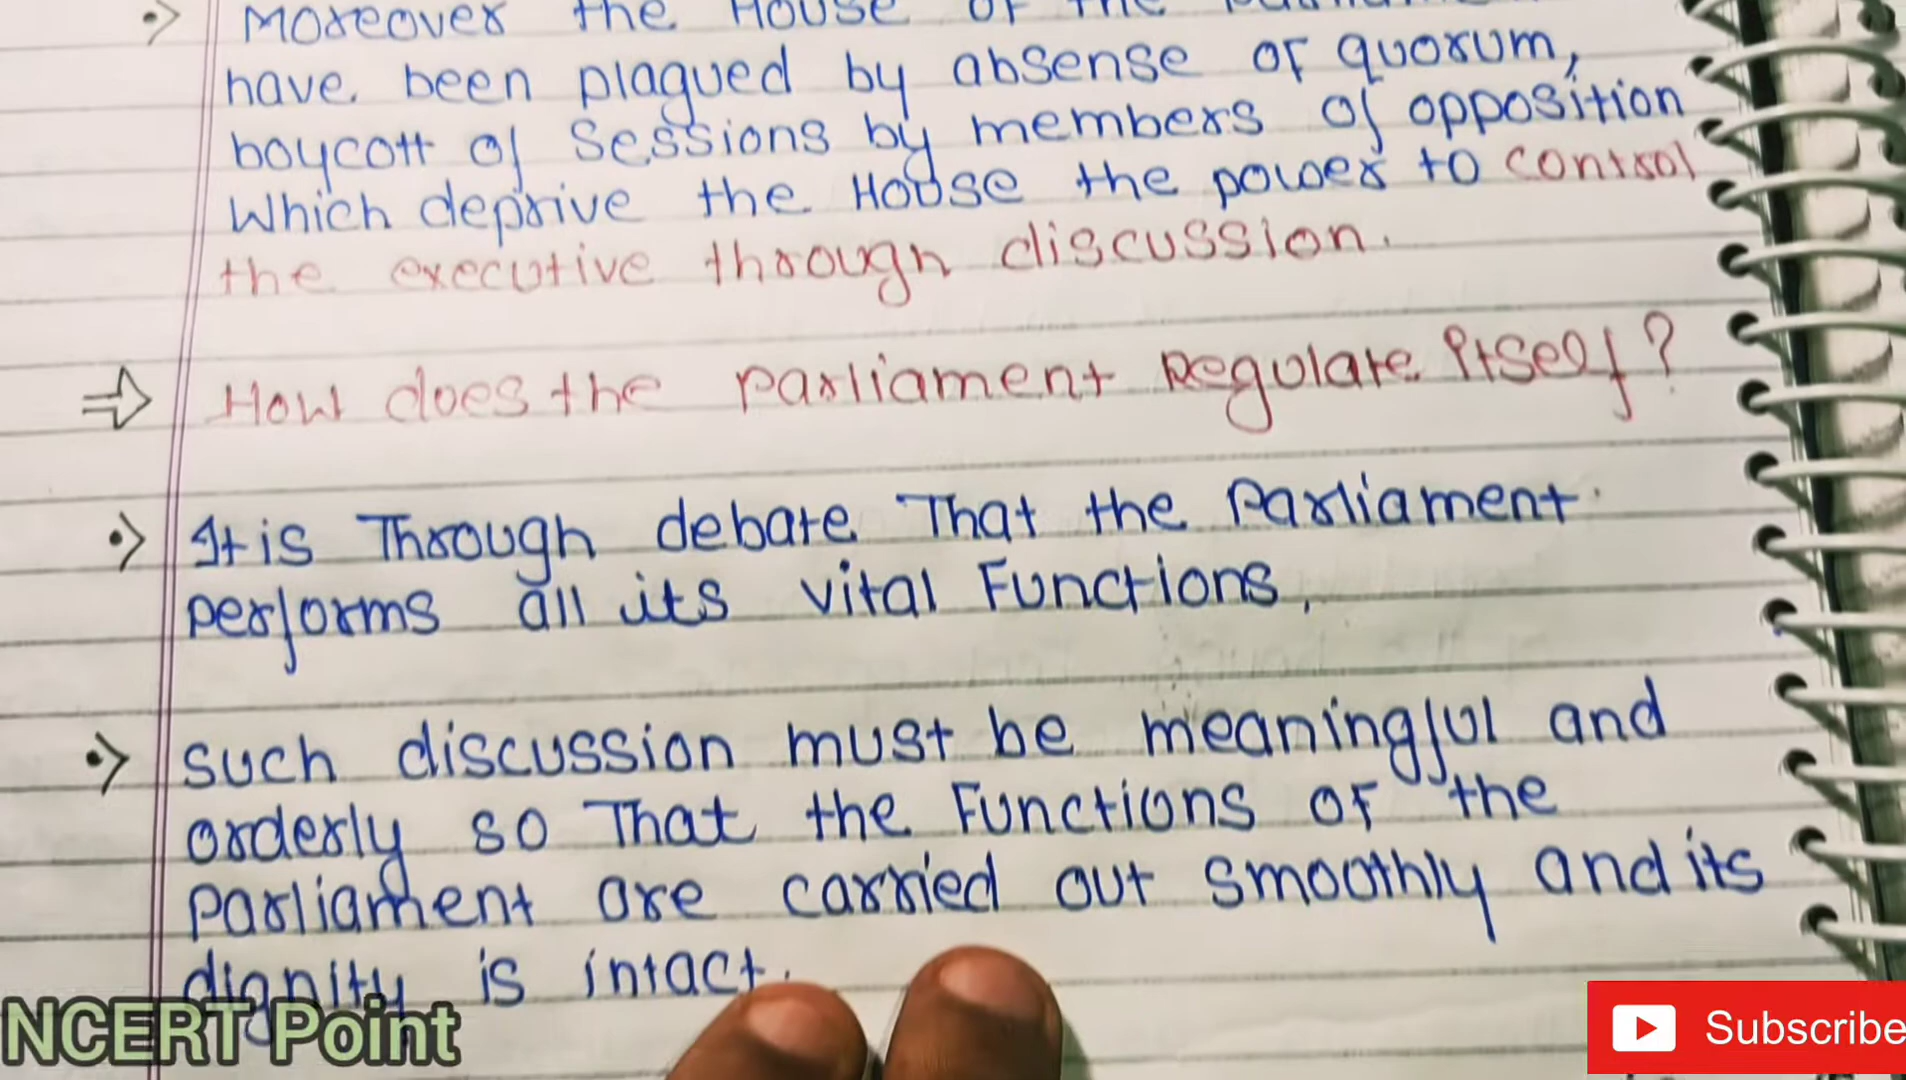 •> Moreover the House of the
have been plagued by absense of quorum,
boycott of Sessions by members of opposition
Which deprive the House the power to control
the executive through discussion.
⇒ How does the parliament Regulate itself?
•> It is Through debate That the Parliament
performs all its vital Functions.
•> such discussion must be meaningful and
orderly so That the Functions of the
parliament are carried out smoothly and its
dignity is intact.
NCERT Point
Subscribe